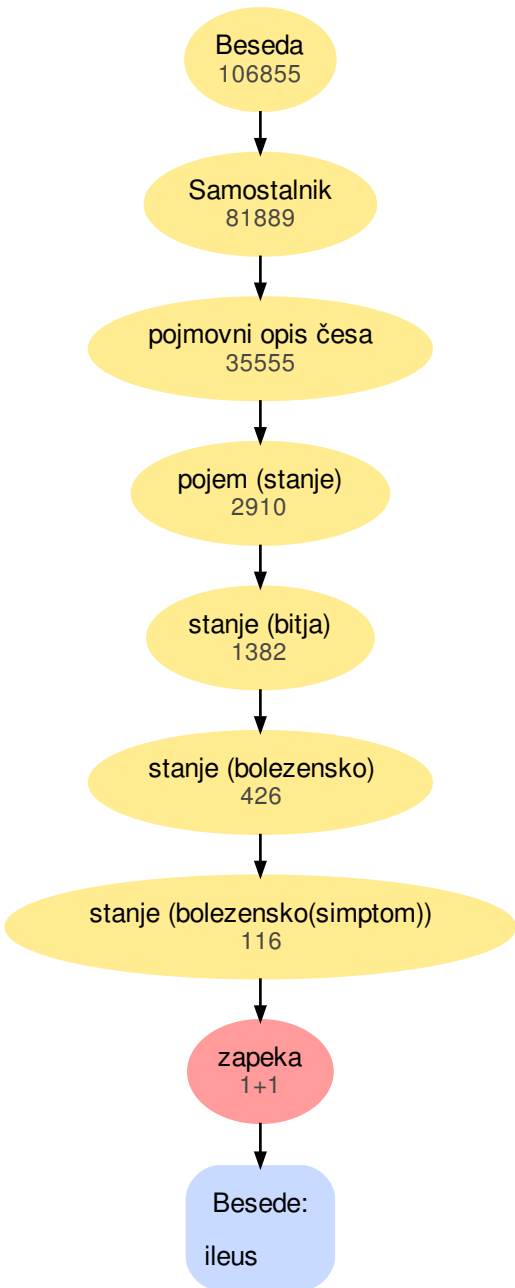 Beseda
106855
Samostalnik
81889
pojmovni opis česa
35555
pojem (stanje)
2910
stanje (bitja)
1382
stanje (bolezensko)
426
stanje (bolezensko(simptom))
116
zapeka
1+1
Besede:
ileus